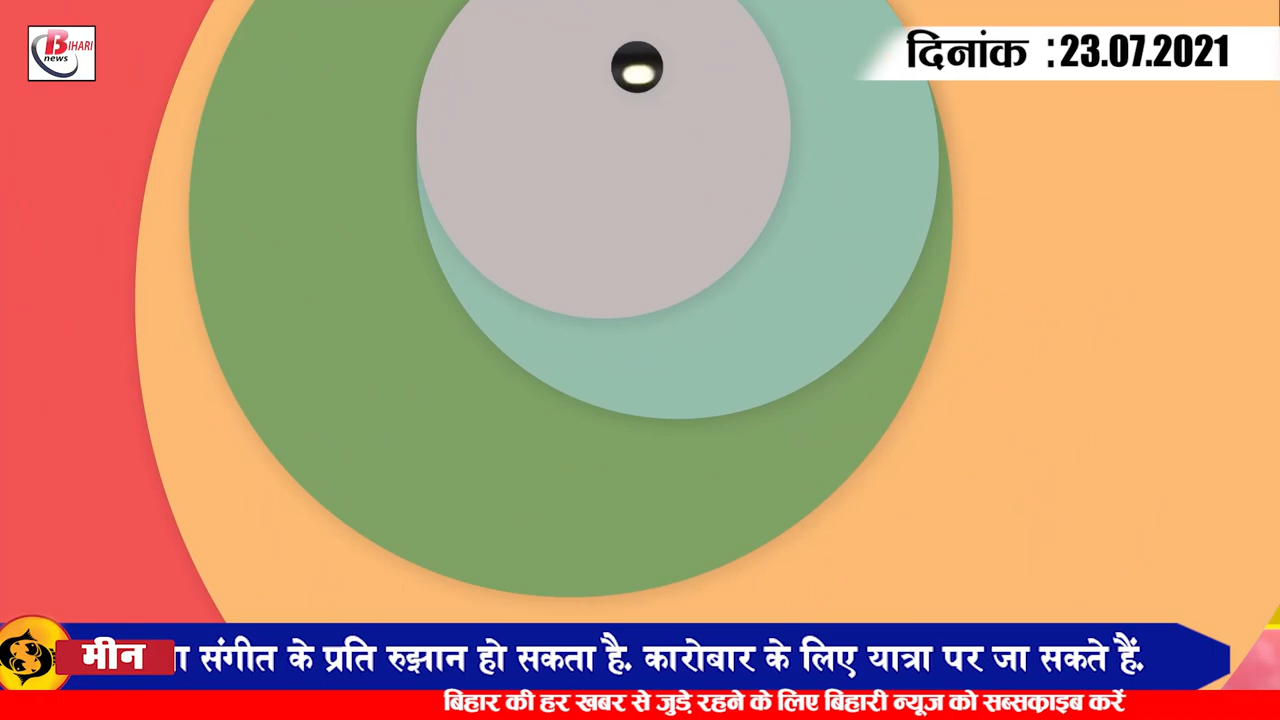 BIHARI
news
दिनांक :23.07.2021
मीन
ा संगीत के प्रति रुझान हो सकता है. कारोबार के लिए यात्रा पर जा सकते हैं.
बिहार की हर खबर से जुड़े रहने के लिए बिहारी न्यूज को सब्सक्राइब करें